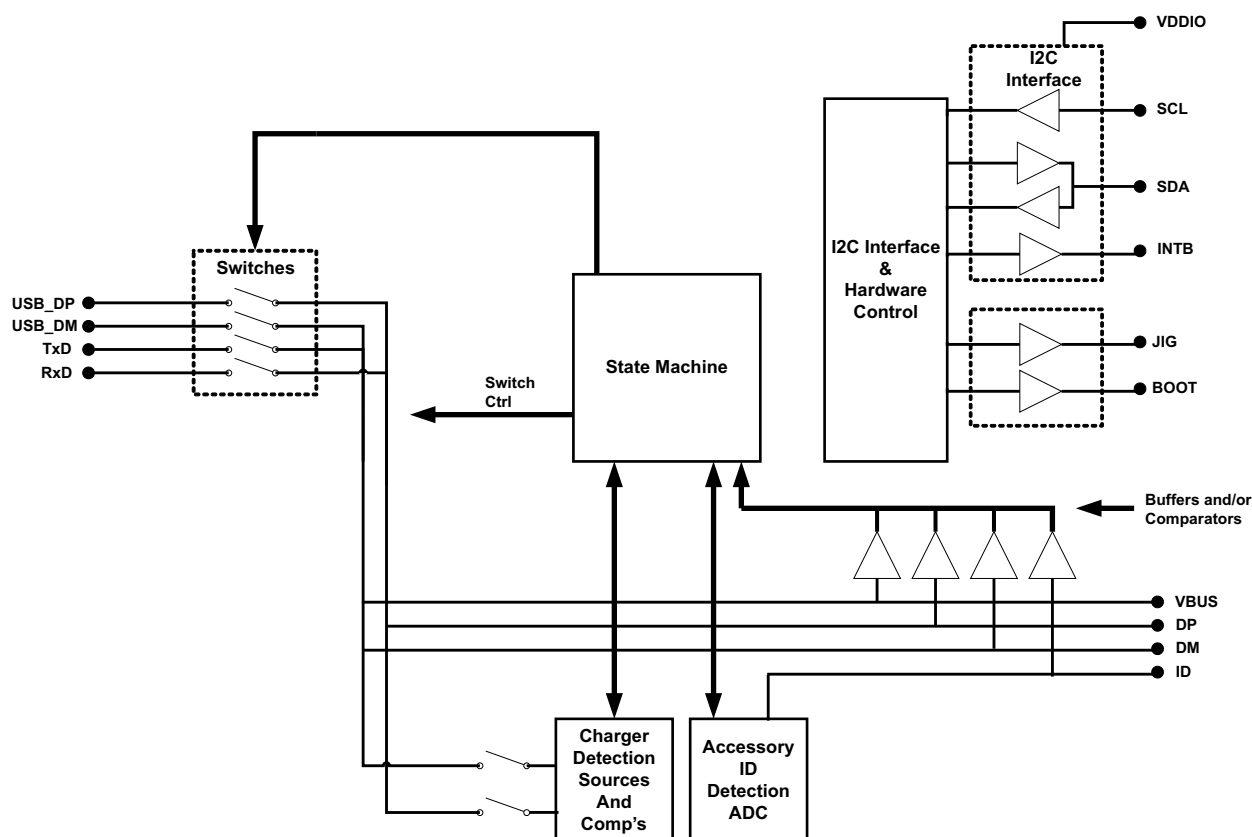 VDDIO
I2C
Interface
SCL
SDA
INTB
I2C Interface
&
Hardware
Control
JIG
BOOT
Switches
USB_DP
USB_DM
TxD
RxD
State Machine
Switch
Ctrl
Buffers and/or
Comparators
VBUS
DP
DM
ID
Charger
Detection
Sources
And
Comp's
Accessory
ID
Detection
ADC